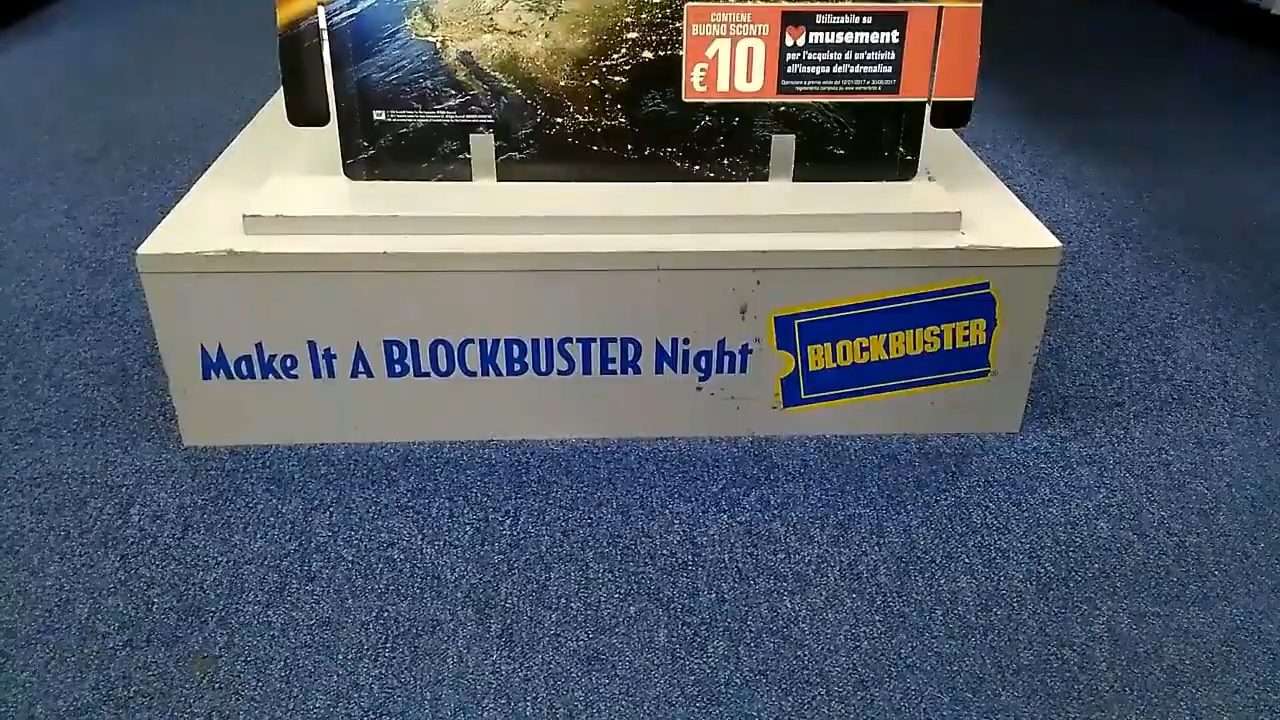 CONTIENE
BUONO SCONTO
€10
Utilizzabile su
musement
per l'acquisto di un'attività
all'insegna dell'adrenalina
Make It A BLOCKBUSTER Night®
BLOCKBUSTER®